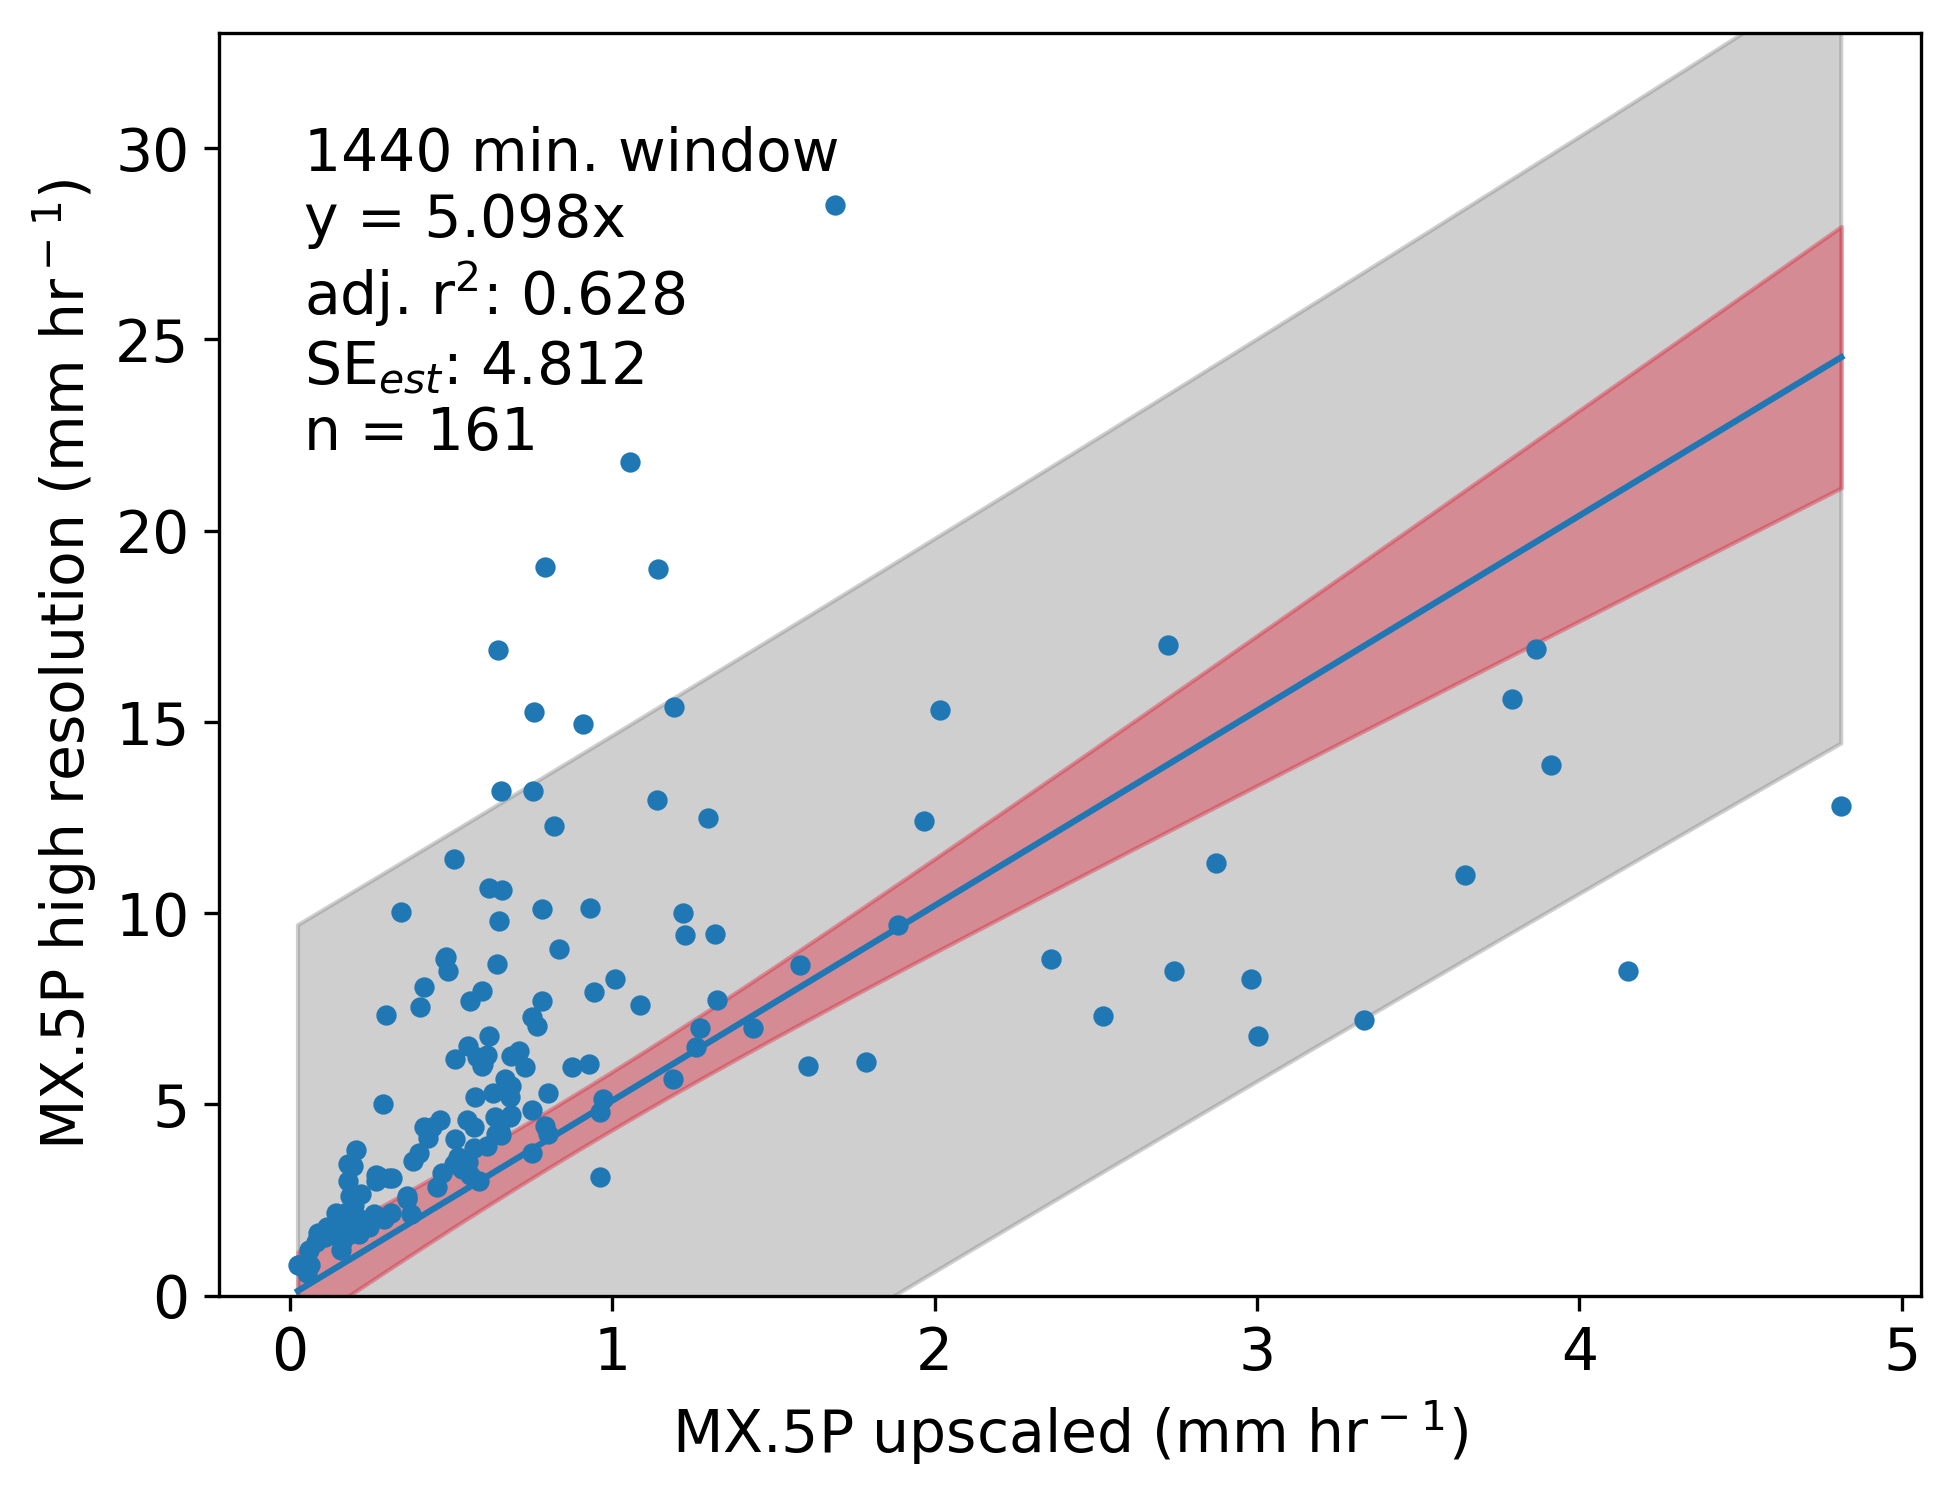 1440 min. window
y = 5.098x
adj. r²: 0.628
SE_est: 4.812
n = 161
MX.5P high resolution (mm hr⁻¹)
30
25
20
15
10
5
0
0 1 2 3 4 5
MX.5P upscaled (mm hr⁻¹)